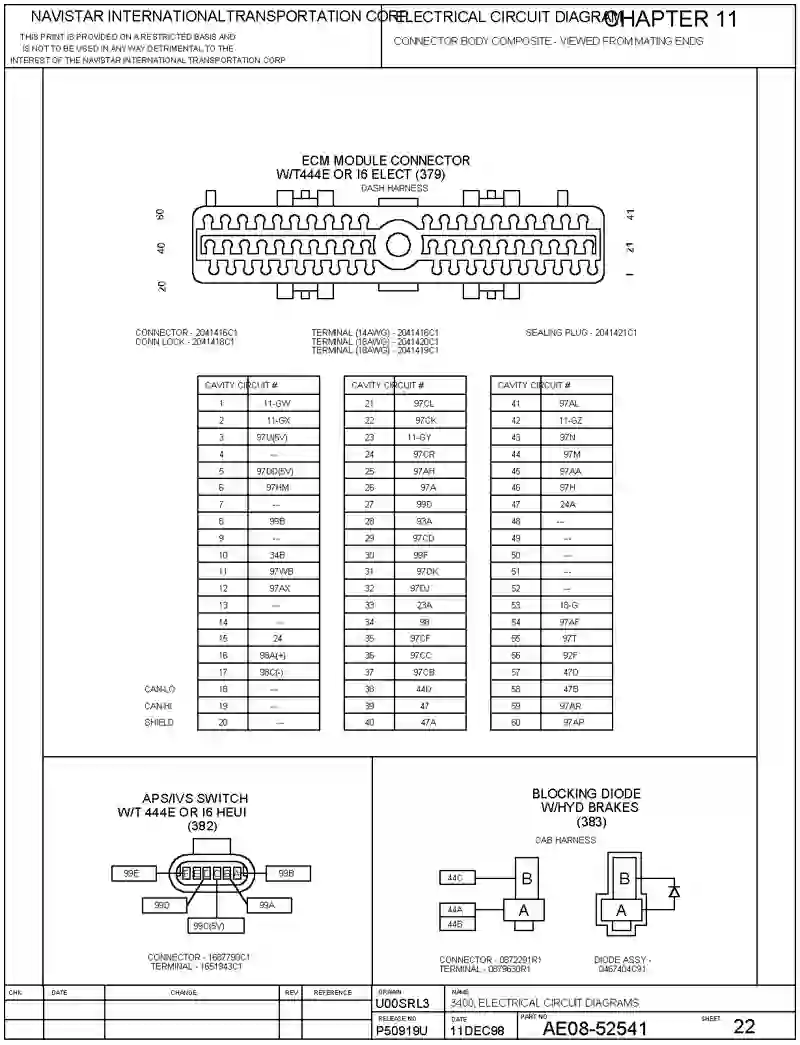 NAVISTAR INTERNATIONAL TRANSPORTATION CORP.
THIS PRINT IS PROVIDED ON A RESTRICTED BASIS AND
IS NOT TO BE USED IN ANY WAY DETRIMENTAL TO THE
INTEREST OF THE NAVISTAR INTERNATIONAL TRANSPORTATION CORP
ELECTRICAL CIRCUIT DIAGRAM
CHAPTER 11
CONNECTOR BODY COMPOSITE - VIEWED FROM MATING ENDS
ECM MODULE CONNECTOR
W/T444E OR I6 ELECT (379)
DASH HARNESS
60 41
40 21
20 1
CONNECTOR - 2041416C1
CONN LOCK - 2041418C1
TERMINAL (14AWG) - 2041416C1
TERMINAL (16AWG) - 2041420C1
TERMINAL (18AWG) - 2041419C1
SEALING PLUG - 2041421C1
CAVITY CIRCUIT # CAVITY CIRCUIT # CAVITY CIRCUIT #
1 11-GW 21 97CL 41 97AL
2 11-GX 22 97CK 42 11-GZ
3 97U(5V) 23 11-GY 43 97N
4 --- 24 97CR 44 97M
5 97DD(5V) 25 97AH 45 97AA
6 97HM 26 97A 46 97H
7 --- 27 99D 47 24A
8 99B 28 93A 48 ---
9 --- 29 97CD 49 ---
10 34B 30 99F 50 ---
11 97WB 31 97DK 51 ---
12 97AX 32 97DJ 52 ---
13 --- 33 23A 53 18-G
14 --- 34 98 54 97AF
15 24 35 97CF 55 97T
16 98A(+) 36 97CC 56 92F
17 98C(-) 37 97CB 57 47D
CAN-LO 18 --- 38 44D 58 47B
CAN-HI 19 --- 39 47 59 97AR
SHIELD 20 --- 40 47A 60 97AP
APS/IVS SWITCH
W/T 444E OR I6 HEUI
(382)
99E 99B
99D 99A
99C(5V)
CONNECTOR - 1687790C1
TERMINAL - 1651943C1
BLOCKING DIODE
W/HYD BRAKES
(383)
CAB HARNESS
44C B B
44A A A
44B
CONNECTOR - 0872291R1
TERMINAL - 0879630R1
DIODE ASSY -
0467404C91
CHK DATE CHANGE REV REFERENCE
DRAWN
U00SRL3
NAME
3400, ELECTRICAL CIRCUIT DIAGRAMS
RELEASE NO
P50919U
DATE
11DEC98
PART NO
AE08-52541
SHEET
22